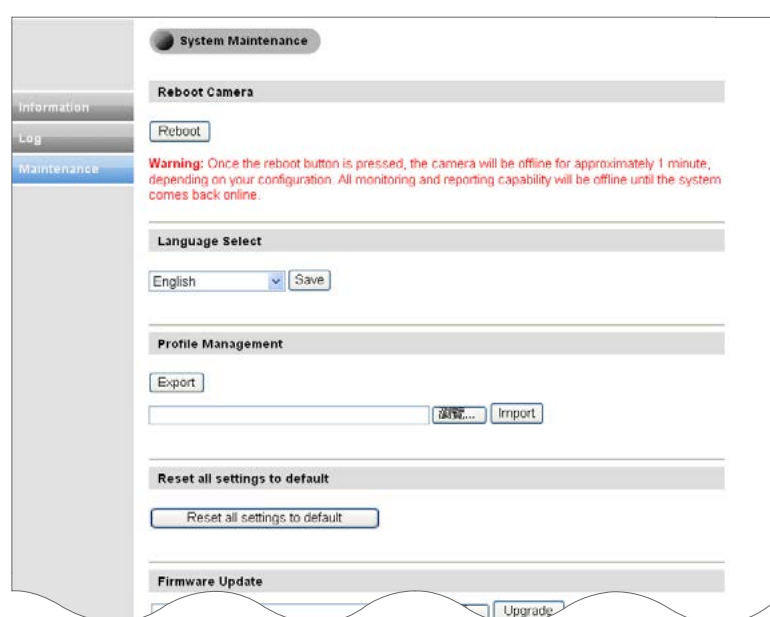 System Maintenance
Information
Log
Maintenance
Reboot Camera
Reboot
Warning: Once the reboot button is pressed, the camera will be offline for approximately 1 minute,
depending on your configuration. All monitoring and reporting capability will be offline until the system
comes back online.
Language Select
English Save
Profile Management
Export
瀏覽... Import
Reset all settings to default
Reset all settings to default
Firmware Update
Upgrade